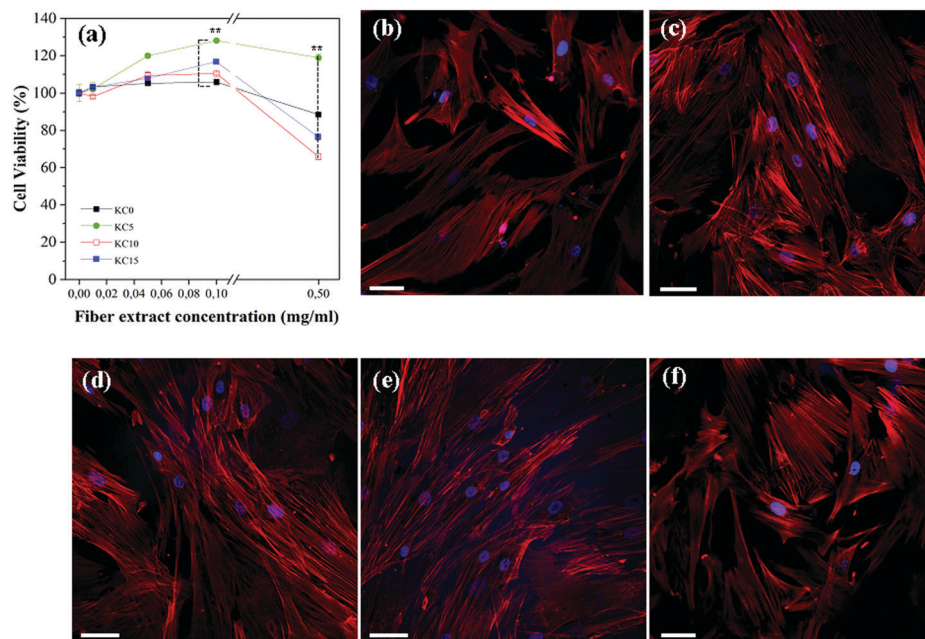 140
(a)
**
**
120
100
80
60
40
20
0
Cell Viability (%)
KC0
KC5
KC10
KC15
0,00 0,02 0,04 0,06 0,08 0,10 0,50
Fiber extract concentration (mg/ml)
(b)
(c)
(d)
(e)
(f)